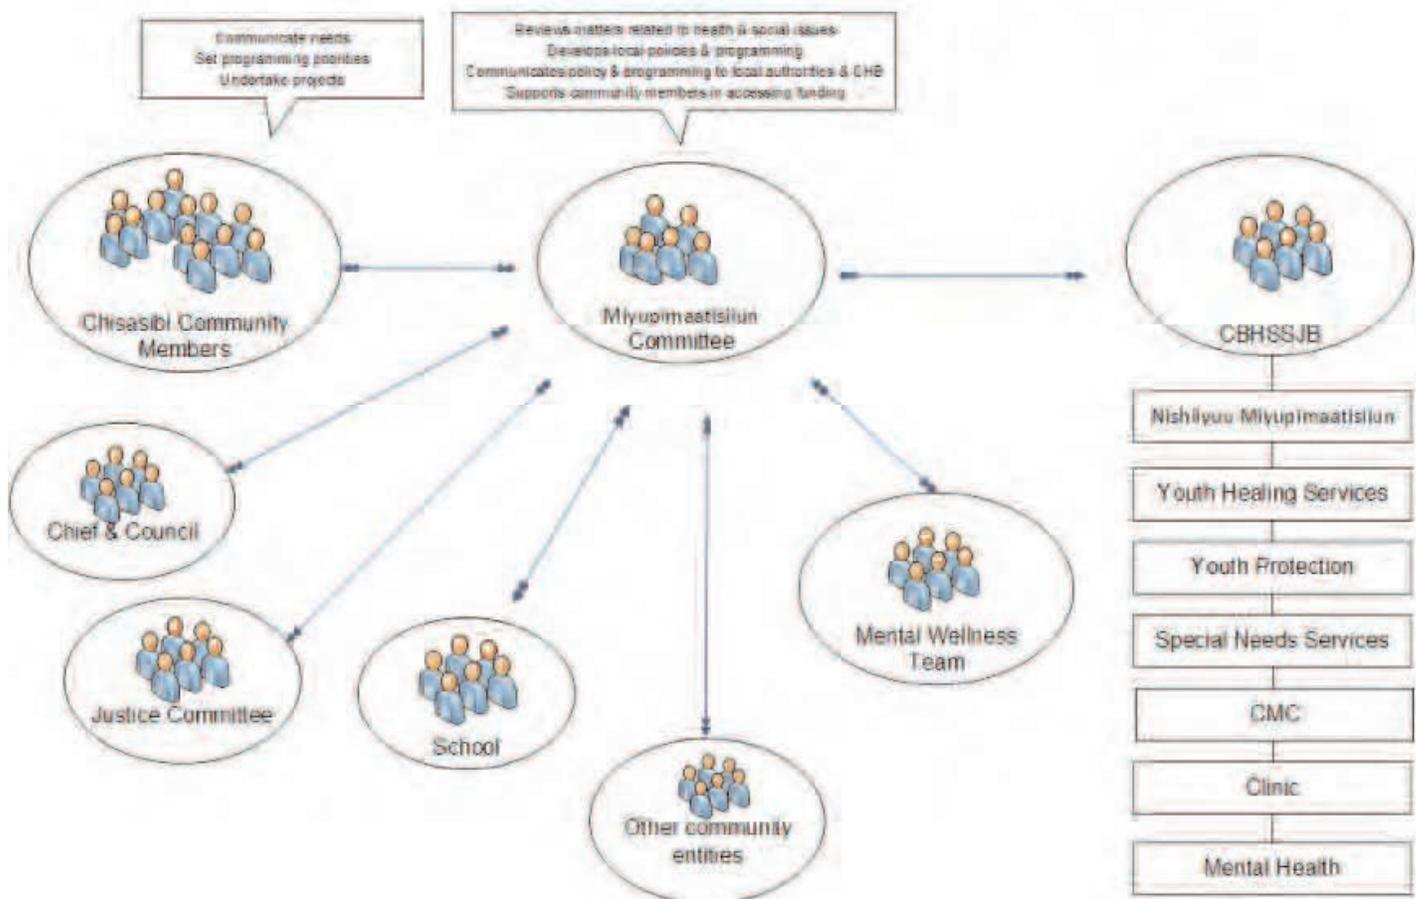 Communicate needs
Set programming priorities
Undertake projects
Reviews matters related to health & social issues
Develops local policies & programming
Communicates policy & programming to local authorities & CHB
Supports community members in accessing funding
Chisasibi Community
Members
Miyupimaatisiiun
Committee
CBHSSJB
Nishiiyuu Miyupimaatisiiun
Youth Healing Services
Youth Protection
Special Needs Services
CMC
Clinic
Mental Health
Chief & Council
Justice Committee
School
Other community
entities
Mental Wellness
Team